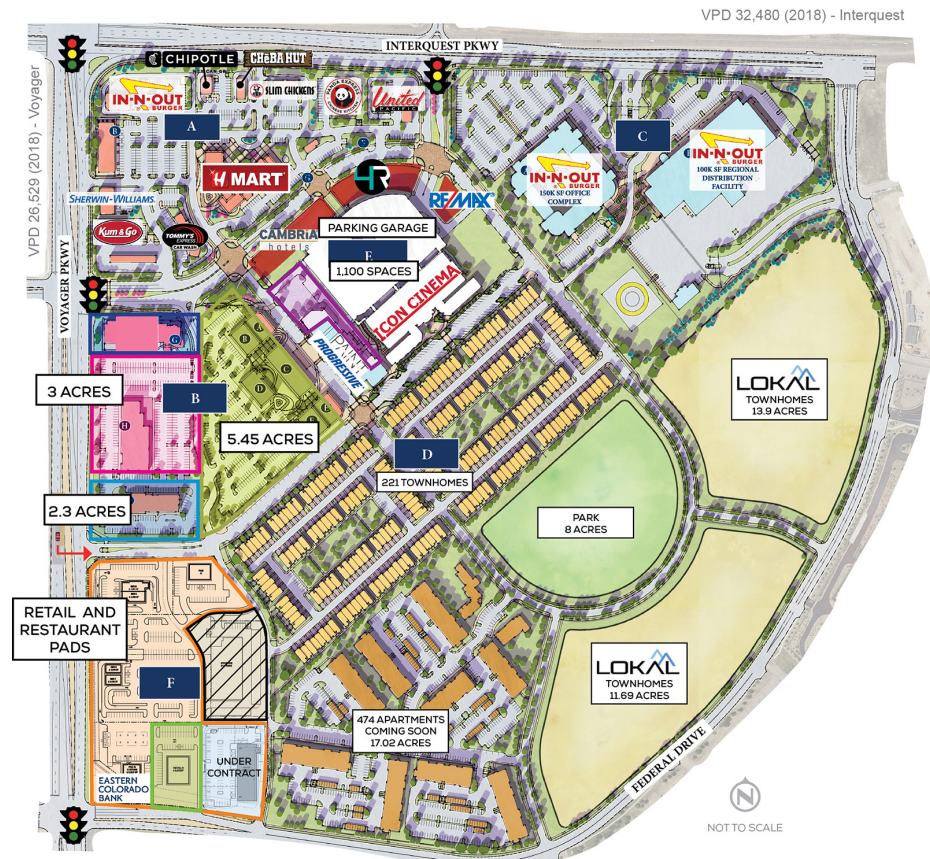 VPD 32,480 (2018) - Interquest
INTERQUEST PKWY
VPD 26,529 (2018) - Voyager
VOYAGER PKWY
CHIPOTLE
MEXICAN GRILL
CHEBA HUT
IN-N-OUT
BURGER
SLIM CHICKENS
PANDA EXPRESS
CHINESE KITCHEN
United
PACIFIC
A
B
C
IN-N-OUT
BURGER
150K SF OFFICE
COMPLEX
IN-N-OUT
BURGER
100K SF REGIONAL
DISTRIBUTION
FACILITY
H MART
G
SHERWIN-WILLIAMS.
RE/MAX
Kum & Go
TOMMY'S
EXPRESS
CAR WASH
CAMBRIA
hotels
PARKING GARAGE
E
1,100 SPACES
ICON CINEMA
PROGRESSIVE
G
3 ACRES
B
H
A
B
C
D
E
5.45 ACRES
2.3 ACRES
D
221 TOWNHOMES
LOKAL
TOWNHOMES
13.9 ACRES
PARK
8 ACRES
RETAIL AND
RESTAURANT
PADS
F
LOKAL
TOWNHOMES
11.69 ACRES
474 APARTMENTS
COMING SOON
17.02 ACRES
EASTERN
COLORADO
BANK
UNDER
CONTRACT
FEDERAL DRIVE
N
NOT TO SCALE